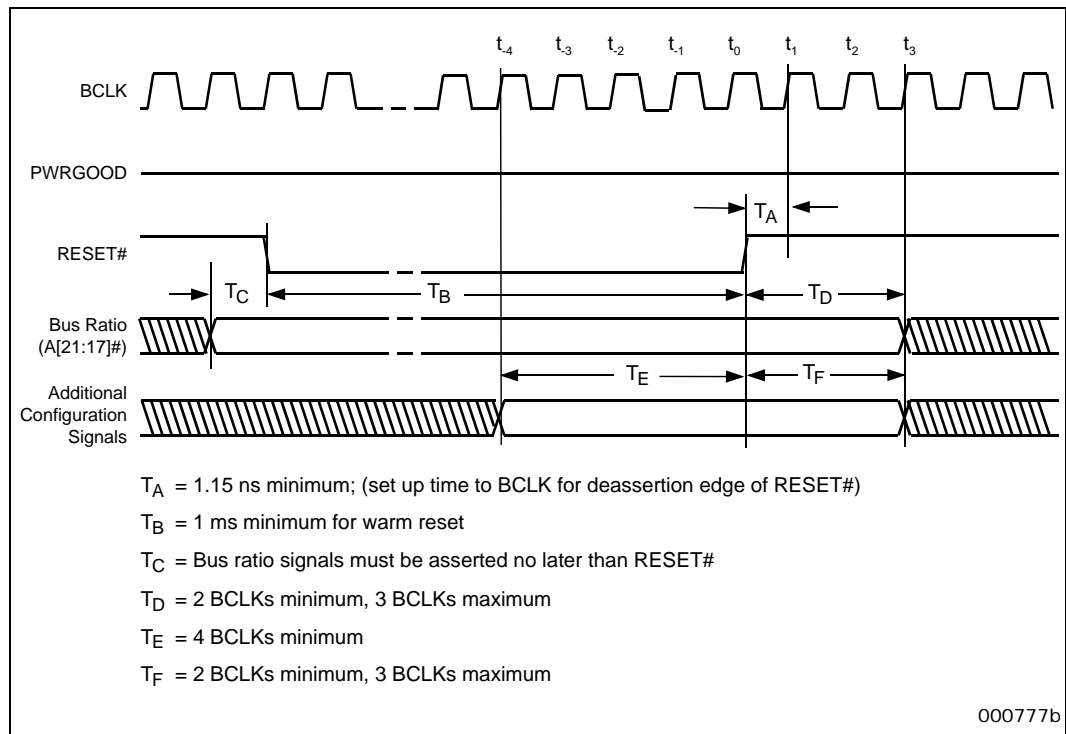 t-4 t-3 t-2 t-1 t0 t1 t2 t3
BCLK
PWRGOOD
TA
RESET#
TC TB TD
Bus Ratio
(A[21:17]#)
TE TF
Additional
Configuration
Signals
TA = 1.15 ns minimum; (set up time to BCLK for deassertion edge of RESET#)
TB = 1 ms minimum for warm reset
TC = Bus ratio signals must be asserted no later than RESET#
TD = 2 BCLKs minimum, 3 BCLKs maximum
TE = 4 BCLKs minimum
TF = 2 BCLKs minimum, 3 BCLKs maximum
000777b